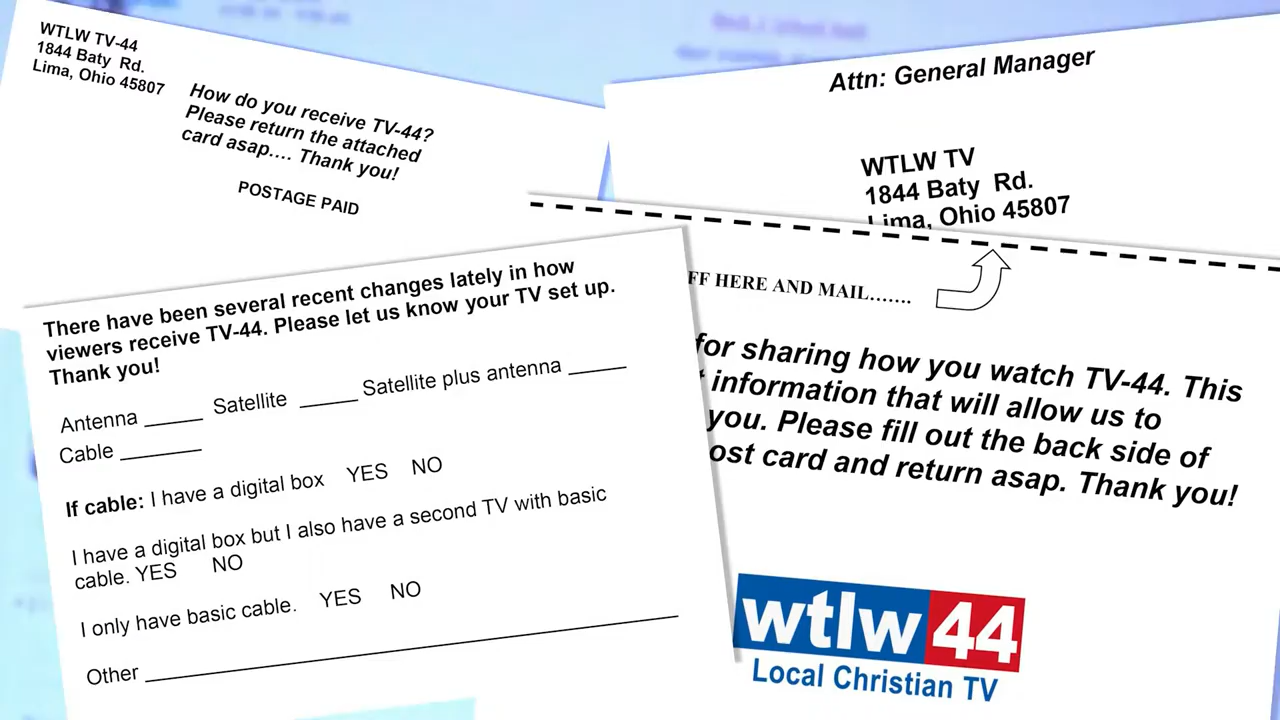 WTLW TV-44
1844 Baty Rd.
Lima, Ohio 45807
How do you receive TV-44?
Please return the attached
card asap.... Thank you!
POSTAGE PAID
Attn: General Manager
WTLW TV
1844 Baty Rd.
Lima, Ohio 45807
There have been several recent changes lately in how
viewers receive TV-44. Please let us know your TV set up.
Thank you!
Antenna _____ Satellite _____ Satellite plus antenna _____
Cable _______
If cable: I have a digital box YES NO
I have a digital box but I also have a second TV with basic
cable. YES NO
I only have basic cable. YES NO
Other ______________________________
HERE AND MAIL.......
for sharing how you watch TV-44. This
information that will allow us to
you. Please fill out the back side of
card and return asap. Thank you!
wtlw 44
Local Christian TV